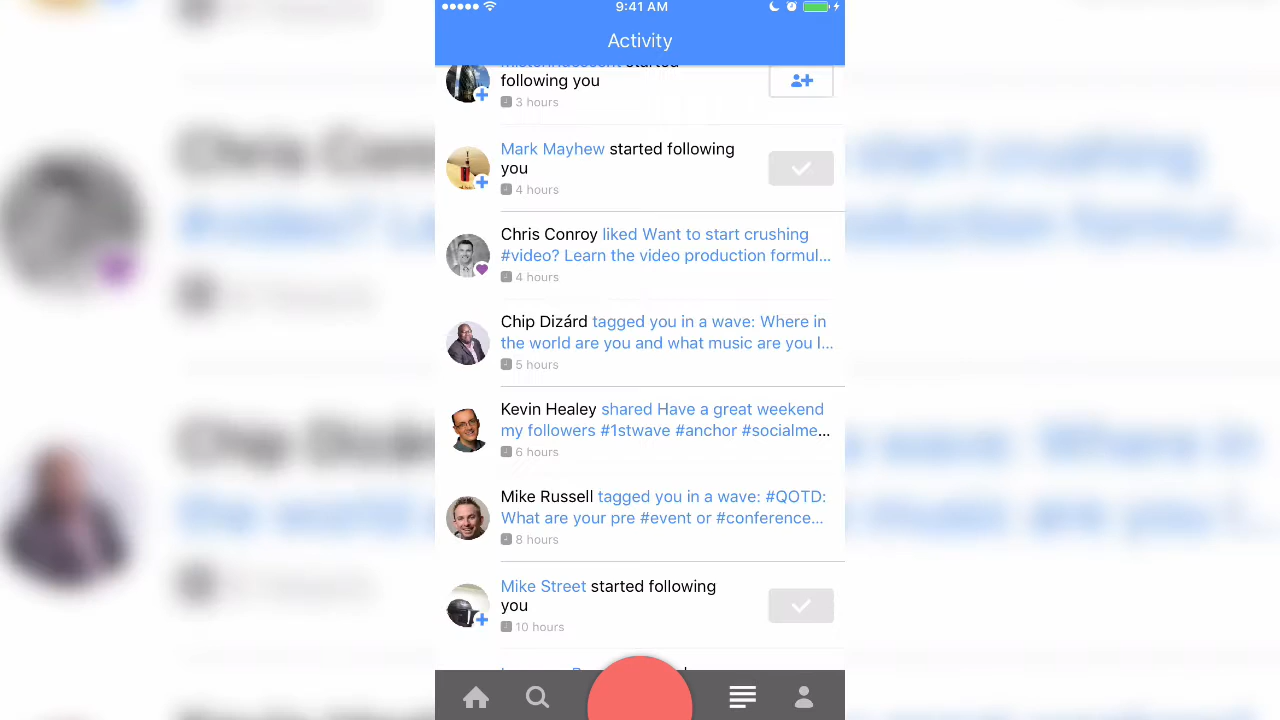 9:41 AM
Activity
started
following you
3 hours
Mark Mayhew started following
you
4 hours
Chris Conroy liked Want to start crushing
#video? Learn the video production formul...
4 hours
Chip Dizárd tagged you in a wave: Where in
the world are you and what music are you l...
5 hours
Kevin Healey shared Have a great weekend
my followers #1stwave #anchor #socialme...
6 hours
Mike Russell tagged you in a wave: #QOTD:
What are your pre #event or #conference...
8 hours
Mike Street started following
you
10 hours